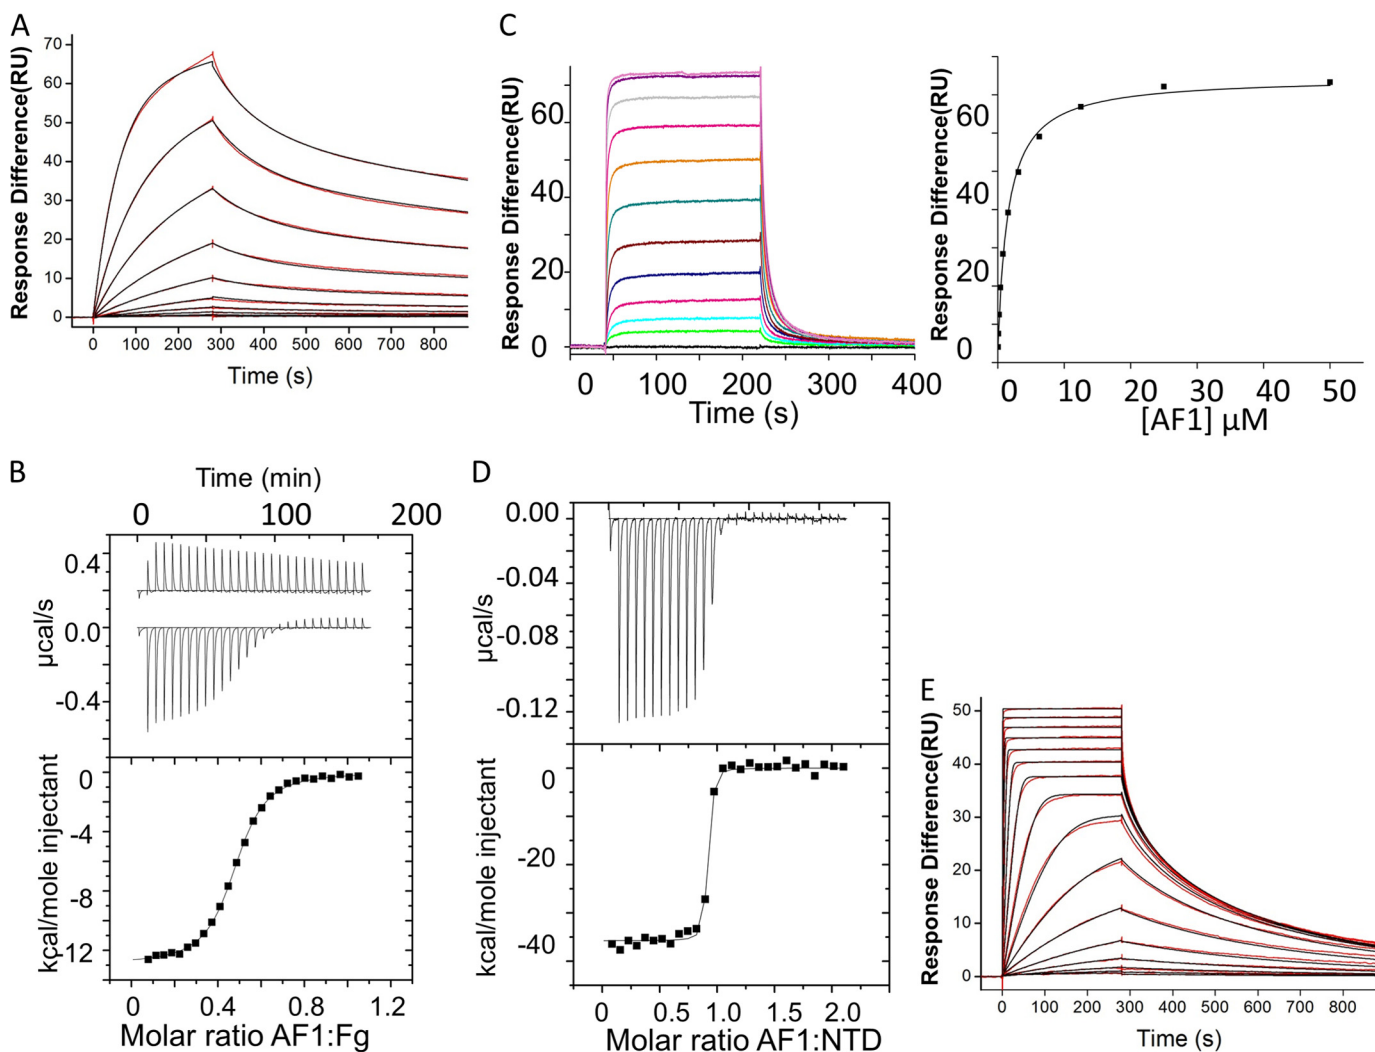 A
Response Difference(RU)
70
60
50
40
30
20
10
0
0 100 200 300 400 500 600 700 800
Time (s)
C
Response Difference(RU)
60
40
20
0
0 100 200 300 400
Time (s)
Response Difference(RU)
60
40
20
0
0 10 20 30 40 50
[AF1] µM
B
Time (min)
0 100 200
µcal/s
0.4
0.0
-0.4
kcal/mole injectant
0
-4
-8
-12
0 0.4 0.8 1.2
Molar ratio AF1:Fg
D
µcal/s
0.00
-0.04
-0.08
-0.12
kcal/mole injectant
0
-20
-40
0.0 0.5 1.0 1.5 2.0
Molar ratio AF1:NTD
E
Response Difference(RU)
50
40
30
20
10
0
0 100 200 300 400 500 600 700 800
Time (s)